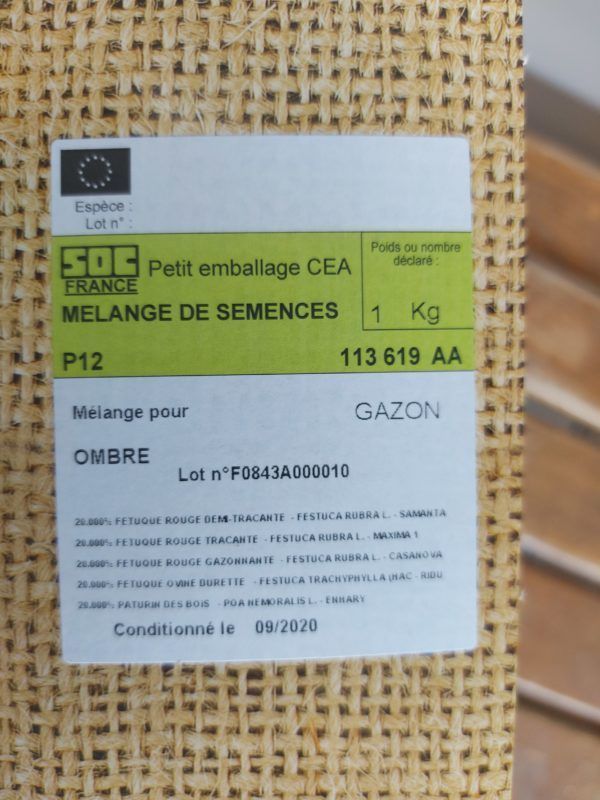 Espèce :
Lot n° :
SOC
FRANCE
Petit emballage CEA
Poids ou nombre
déclaré :
MELANGE DE SEMENCES
1 Kg
P12
113 619 AA
Mélange pour
GAZON
OMBRE
Lot n°F0843A000010
20.000% FETUQUE ROUGE DEMI-TRACANTE - FESTUCA RUBRA L. - SAMANTA
20.000% FETUQUE ROUGE TRACANTE - FESTUCA RUBRA L. - MAXIMA 1
20.000% FETUQUE ROUGE GAZONNANTE - FESTUCA RUBRA L. - CASANOVA
20.000% FETUQUE OVINE DURETTE - FESTUCA TRACHYPHYLLA (HAC - RIDU
20.000% PATURIN DES BOIS - POA NEMORALIS L. - ENHARY
Conditionné le 09/2020